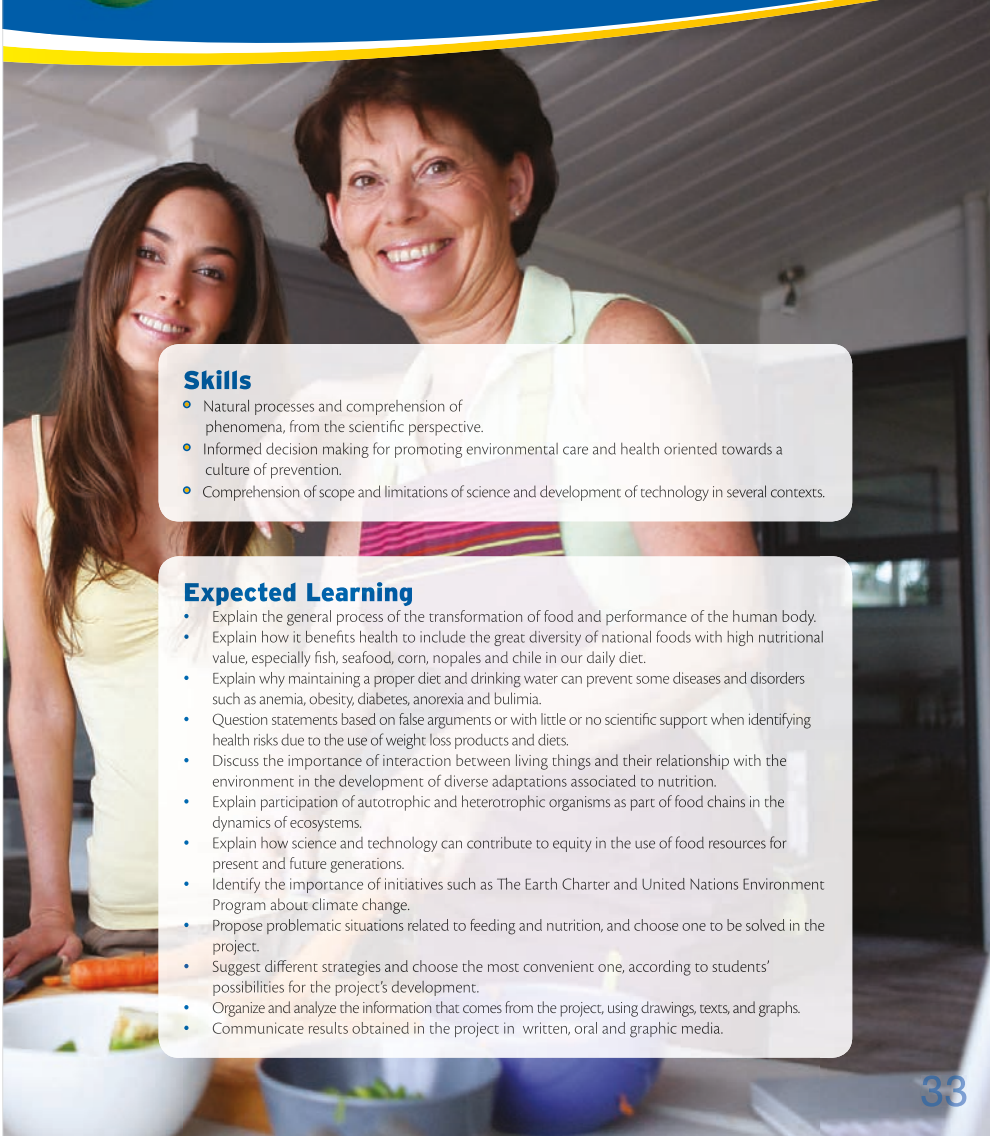 Skills
Natural processes and comprehension of
phenomena, from the scientific perspective.
Informed decision making for promoting environmental care and health oriented towards a
culture of prevention.
Comprehension of scope and limitations of science and development of technology in several contexts.
Expected Learning
• Explain the general process of the transformation of food and performance of the human body.
• Explain how it benefits health to include the great diversity of national foods with high nutritional
value, especially fish, seafood, corn, nopales and chile in our daily diet.
• Explain why maintaining a proper diet and drinking water can prevent some diseases and disorders
such as anemia, obesity, diabetes, anorexia and bulimia.
• Question statements based on false arguments or with little or no scientific support when identifying
health risks due to the use of weight loss products and diets.
• Discuss the importance of interaction between living things and their relationship with the
environment in the development of diverse adaptations associated to nutrition.
• Explain participation of autotrophic and heterotrophic organisms as part of food chains in the
dynamics of ecosystems.
• Explain how science and technology can contribute to equity in the use of food resources for
present and future generations.
• Identify the importance of initiatives such as The Earth Charter and United Nations Environment
Program about climate change.
• Propose problematic situations related to feeding and nutrition, and choose one to be solved in the
project.
• Suggest different strategies and choose the most convenient one, according to students'
possibilities for the project's development.
• Organize and analyze the information that comes from the project, using drawings, texts, and graphs.
• Communicate results obtained in the project in written, oral and graphic media.
33